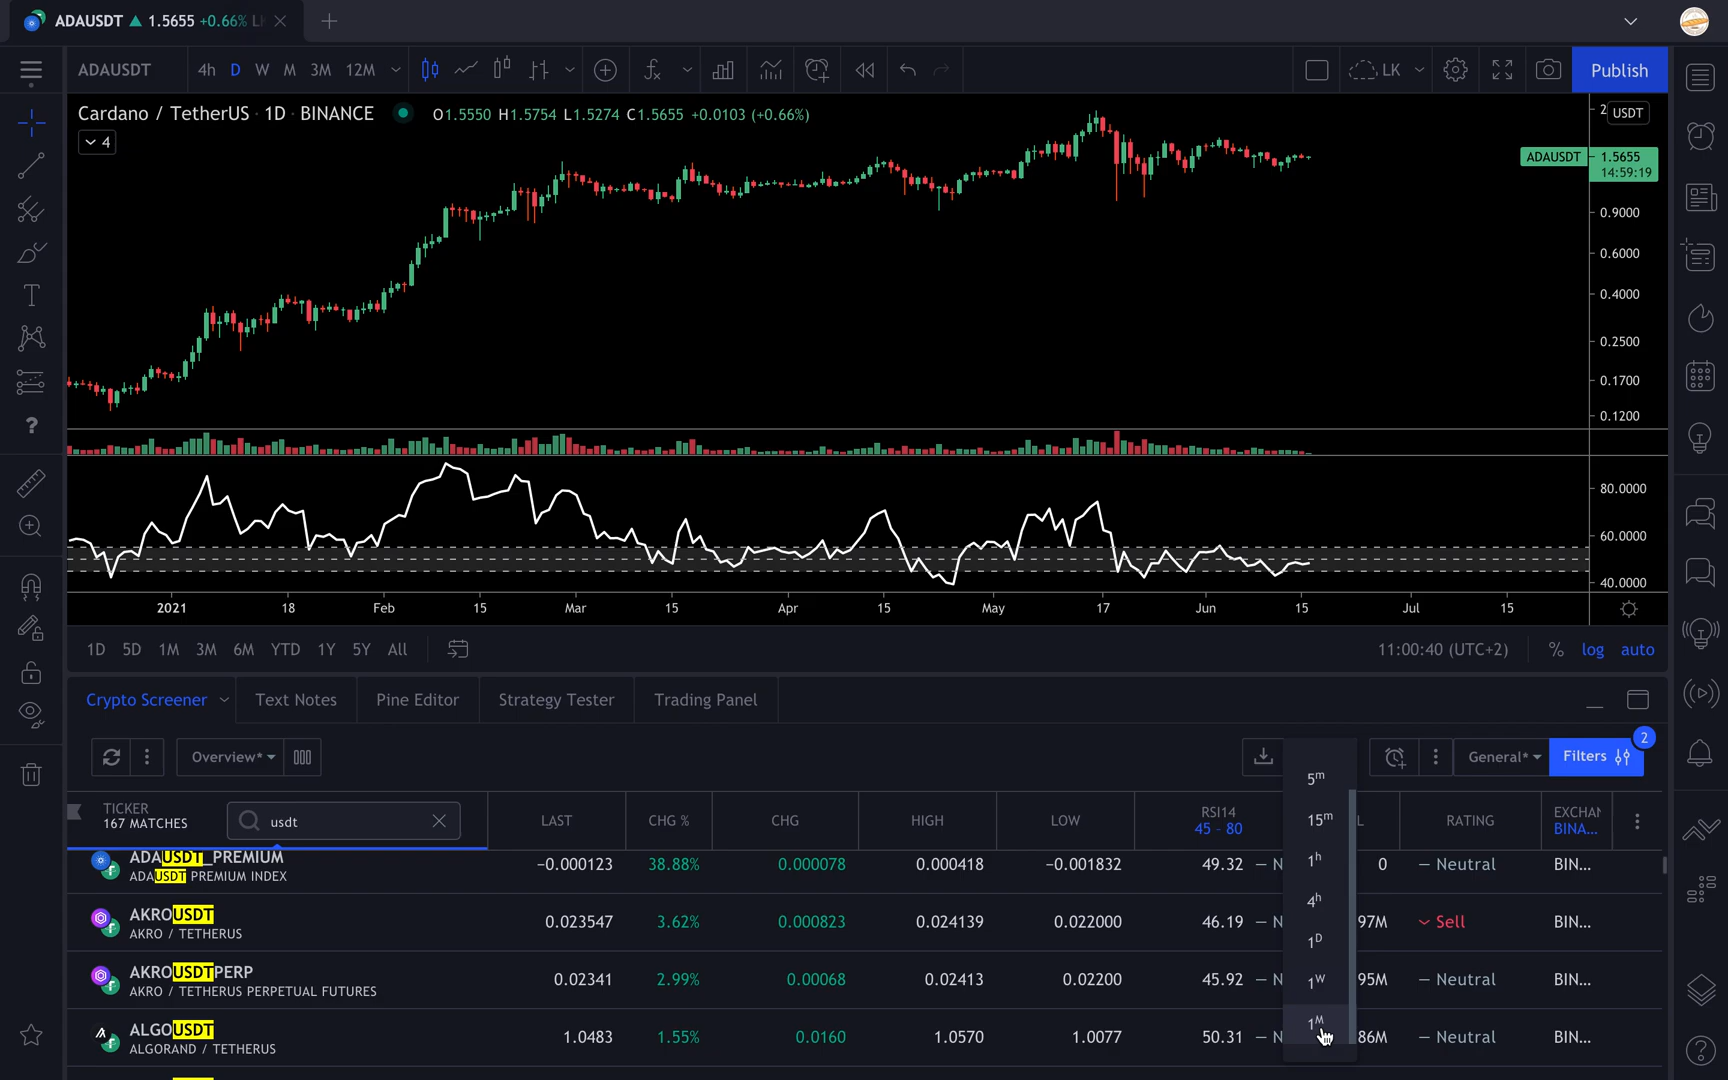 ADAUSDT ▲ 1.5655 +0.66%
ADAUSDT 4h D W M 3M 12M LK Publish
Cardano / TetherUS · 1D · BINANCE O1.5550 H1.5754 L1.5274 C1.5655 +0.0103 (+0.66%)
4
2 USDT
ADAUSDT 1.5655
14:59:19
0.9000
0.6000
0.4000
0.2500
0.1700
0.1200
80.0000
60.0000
40.0000
2021 18 Feb 15 Mar 15 Apr 15 May 17 Jun 15 Jul 15
1D 5D 1M 3M 6M YTD 1Y 5Y All 11:00:40 (UTC+2) % log auto
Crypto Screener Text Notes Pine Editor Strategy Tester Trading Panel
Overview* General* Filters 2
TICKER
167 MATCHES
usdt
LAST CHG % CHG HIGH LOW RSI14 L RATING EXCHAN
45 - 80 BINA...
ADAUSDT_PREMIUM −0.000123 38.88% 0.000078 0.000418 −0.001832 49.32 — N 0 — Neutral BIN...
ADAUSDT PREMIUM INDEX
AKROUSDT 0.023547 3.62% 0.000823 0.024139 0.022000 46.19 — N 97M Sell BIN...
AKRO / TETHERUS
AKROUSDTPERP 0.02341 2.99% 0.00068 0.02413 0.02200 45.92 — N 95M — Neutral BIN...
AKRO / TETHERUS PERPETUAL FUTURES
ALGOUSDT 1.0483 1.55% 0.0160 1.0570 1.0077 50.31 — N 86M — Neutral BIN...
ALGORAND / TETHERUS
5m
15m
1h
4h
1D
1W
1M